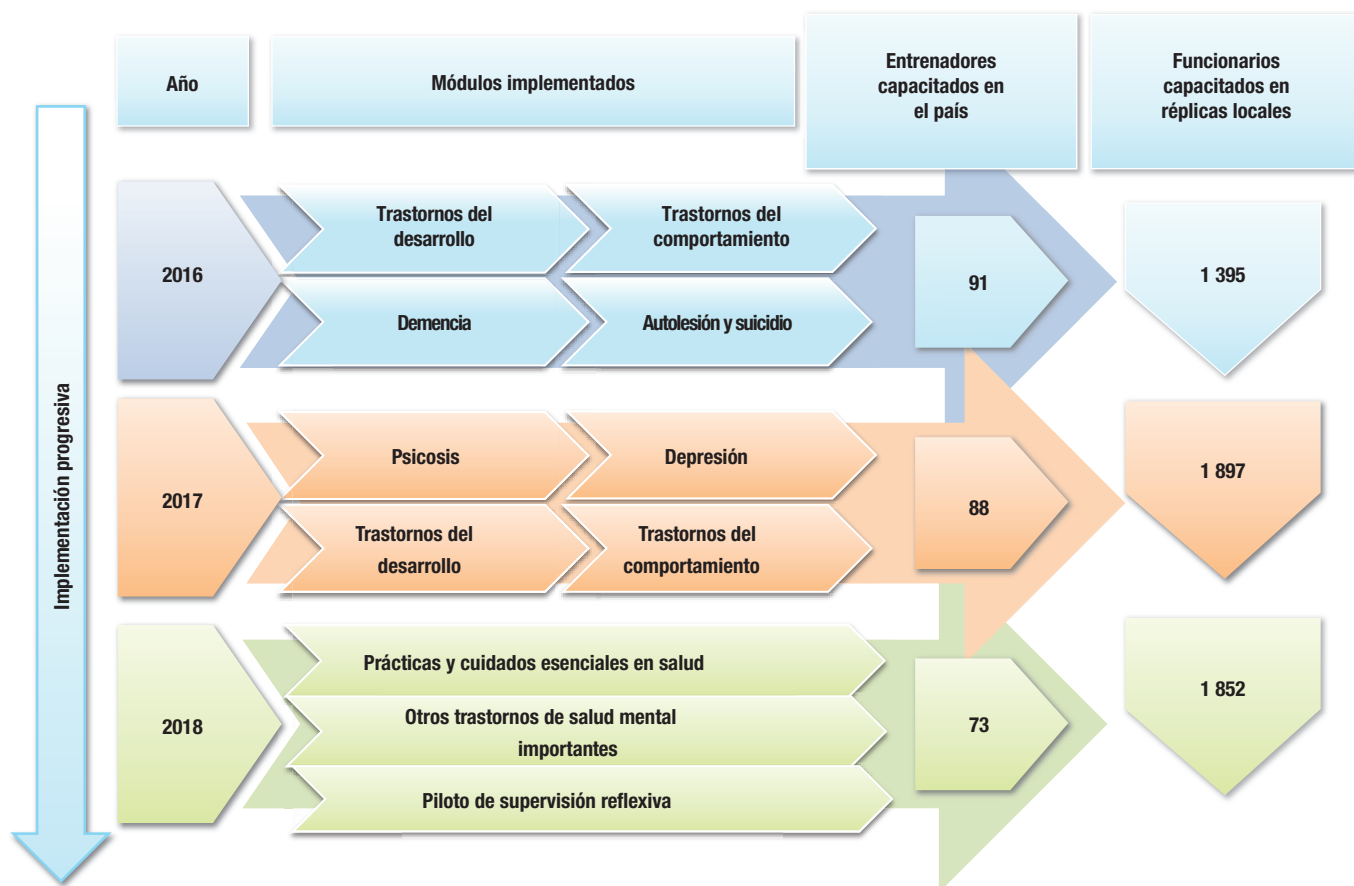 Año
Módulos implementados
Entrenadores
capacitados en
el país
Funcionarios
capacitados en
réplicas locales
Implementación progresiva
2016
Trastornos del
desarrollo
Trastornos del
comportamiento
Demencia
Autolesión y suicidio
91
1 395
2017
Psicosis
Depresión
Trastornos del
desarrollo
Trastornos del
comportamiento
88
1 897
2018
Prácticas y cuidados esenciales en salud
Otros trastornos de salud mental
importantes
Piloto de supervisión reflexiva
73
1 852